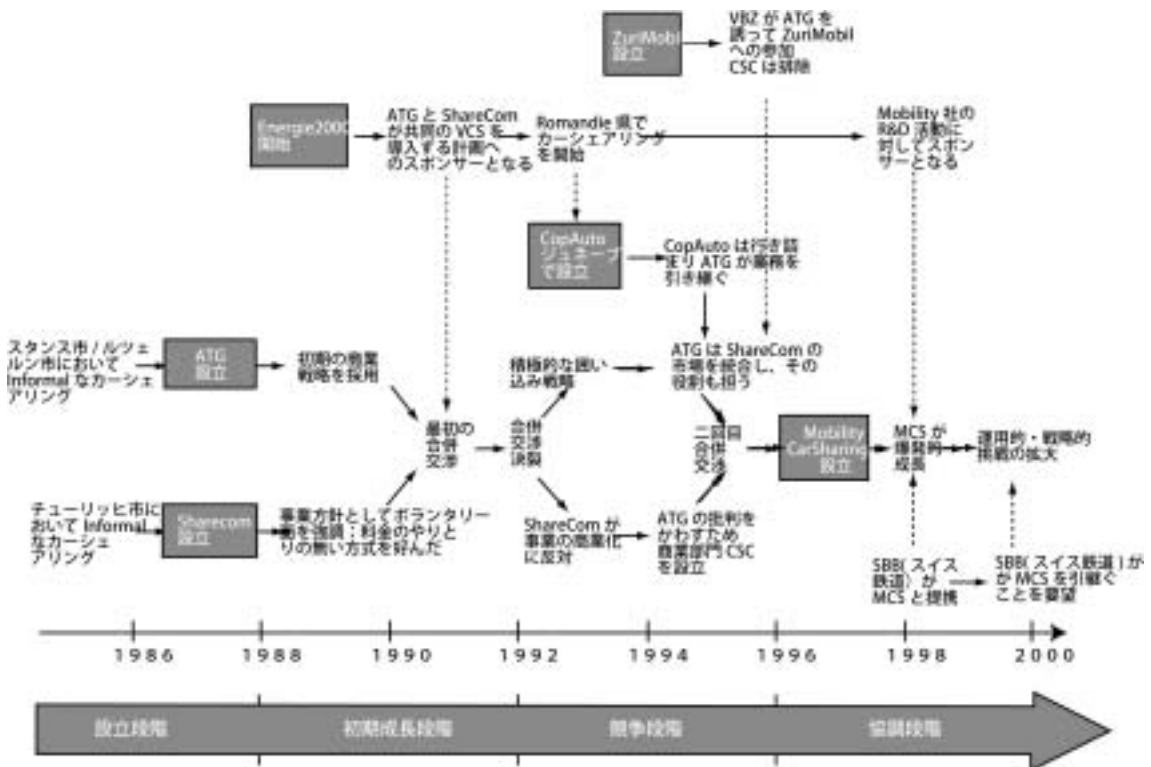 ZuriMobil
設立
VBZ が ATG を
誘って ZuriMobil
への参加
CSC は排除
Energie2000
開始
ATG と ShareCom
が共同の VCS を
導入する計画へ
のスポンサーとなる
Romandie 県で
カーシェアリング
を開始
Mobility 社の
R&D 活動に
対してスポン
サーとなる
CopAuto
ジュネーブ
で設立
CopAuto は行き詰
まり ATG が業務を
引き継ぐ
スタンス市 / ルツェ
ルン市において
Informal なカーシェ
アリング
ATG
設立
初期の商業
戦略を採用
積極的な囲い
込み戦略
ATG は ShareCom の
市場を統合し、その
役割も担う
最初の
合併
交渉
合併
交渉
決裂
二回目
合併
交渉
Mobility
CarSharing
設立
MCS が
爆発的
成長
運用的・戦略的
挑戦の拡大
チューリッヒ市に
おいて Informal
なカーシェ
アリング
Sharecom
設立
事業方針としてボランタリー
面を強調；料金のやりと
りの無い方式を好んだ
ShareCom が
事業の商業化
に反対
ATG の批判を
かわすため
商業部門 CSC
を設立
SBB( スイス
鉄道）が
MCS と提携
SBB( スイス鉄道 ) が
が MCS を引継ぐ
ことを要望
1986
1988
1990
1992
1994
1996
1998
2000
設立段階
初期成長段階
競争段階
協調段階